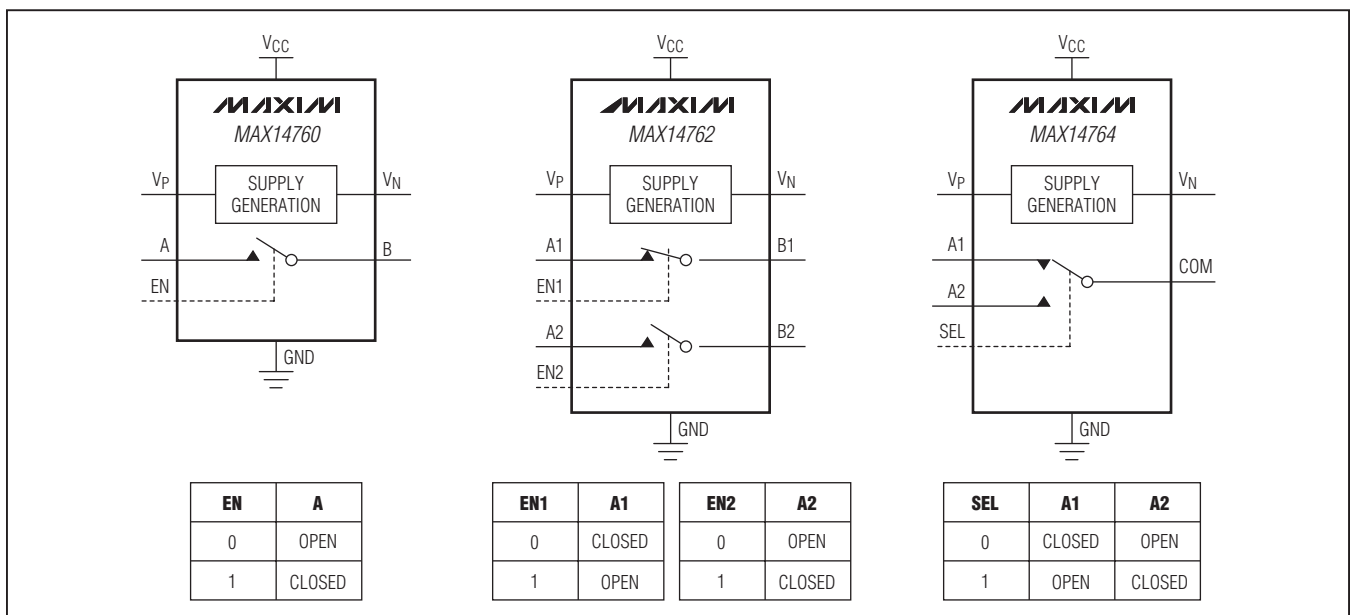 VCC
MAXIM
MAX14760
VP
SUPPLY
GENERATION
VN
A
B
EN
GND
VCC
MAXIM
MAX14762
VP
SUPPLY
GENERATION
VN
A1
B1
EN1
A2
B2
EN2
GND
VCC
MAXIM
MAX14764
VP
SUPPLY
GENERATION
VN
A1
COM
A2
SEL
GND
EN A
0 OPEN
1 CLOSED
EN1 A1
0 CLOSED
1 OPEN
EN2 A2
0 OPEN
1 CLOSED
SEL A1 A2
0 CLOSED OPEN
1 OPEN CLOSED